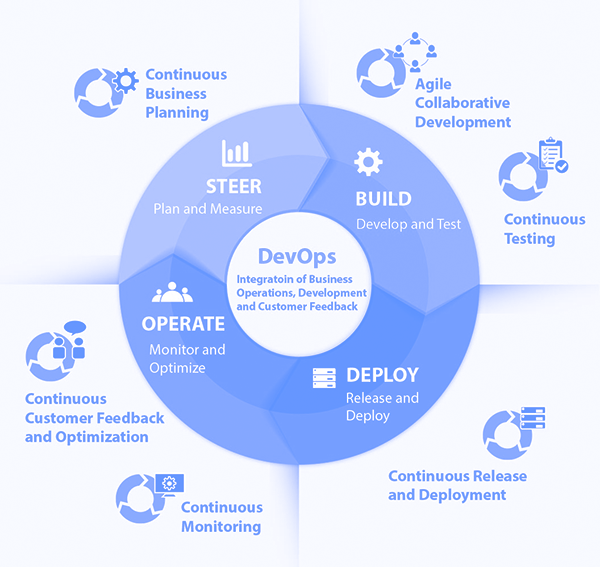 Continuous
Business
Planning
Agile
Collaborative
Development
Continuous
Testing
STEER
Plan and Measure
BUILD
Develop and Test
DevOps
Integratoin of Business
Operations, Development
and Customer Feedback
OPERATE
Monitor and
Optimize
DEPLOY
Release and
Deploy
Continuous
Customer Feedback
and Optimization
Continuous
Monitoring
Continuous Release
and Deployment